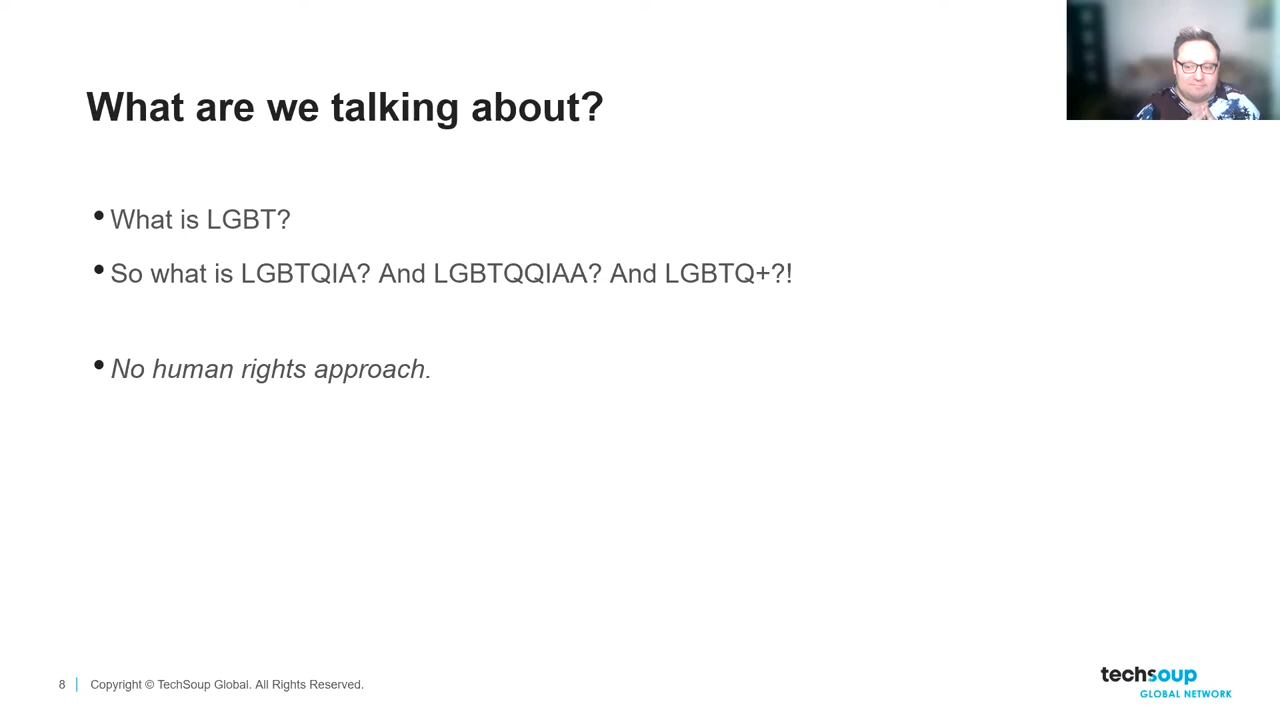 What are we talking about?
• What is LGBT?
• So what is LGBTQIA? And LGBTQQIAA? And LGBTQ+?!
• No human rights approach.
8 | Copyright © TechSoup Global. All Rights Reserved.
techsoup
GLOBAL NETWORK